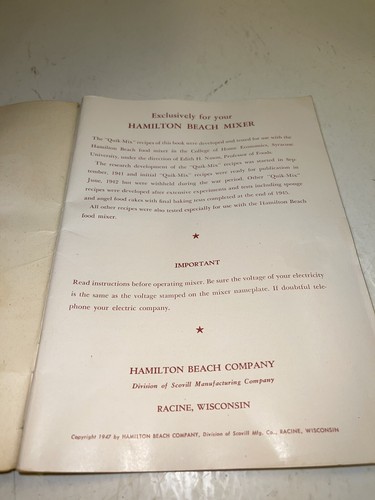 Exclusively for your
HAMILTON BEACH MIXER
The "Quik-Mix" recipes of this book were developed and tested for use with the
Hamilton Beach food mixer in the College of Home Economics, Syracuse
University, under the direction of Edith H. Nason, Professor of Foods.
The research development of the "Quik-Mix" recipes was started in Sep-
tember, 1941 and initial "Quik-Mix" recipes were ready for publication in
June, 1942 but were withheld during the war period. Other "Quik-Mix"
recipes were developed after extensive experiments and tests including sponge
and angel food cakes with final baking tests completed at the end of 1945.
All other recipes were also tested especially for use with the Hamilton Beach
food mixer.
IMPORTANT
Read instructions before operating mixer. Be sure the voltage of your electricity
is the same as the voltage stamped on the mixer nameplate. If doubtful tele-
phone your electric company.
HAMILTON BEACH COMPANY
Division of Scovill Manufacturing Company
RACINE, WISCONSIN
Copyright 1947 by HAMILTON BEACH COMPANY, Division of Scovill Mfg. Co., RACINE, WISCONSIN